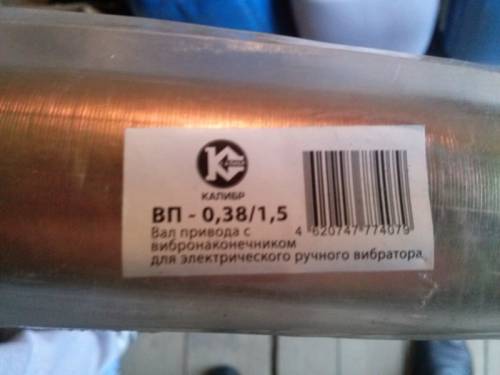 КАЛИБР
ВП - 0,38/1,5
4 620747 774079
Вал привода с
вибронаконечником
для электрического ручного вибратора